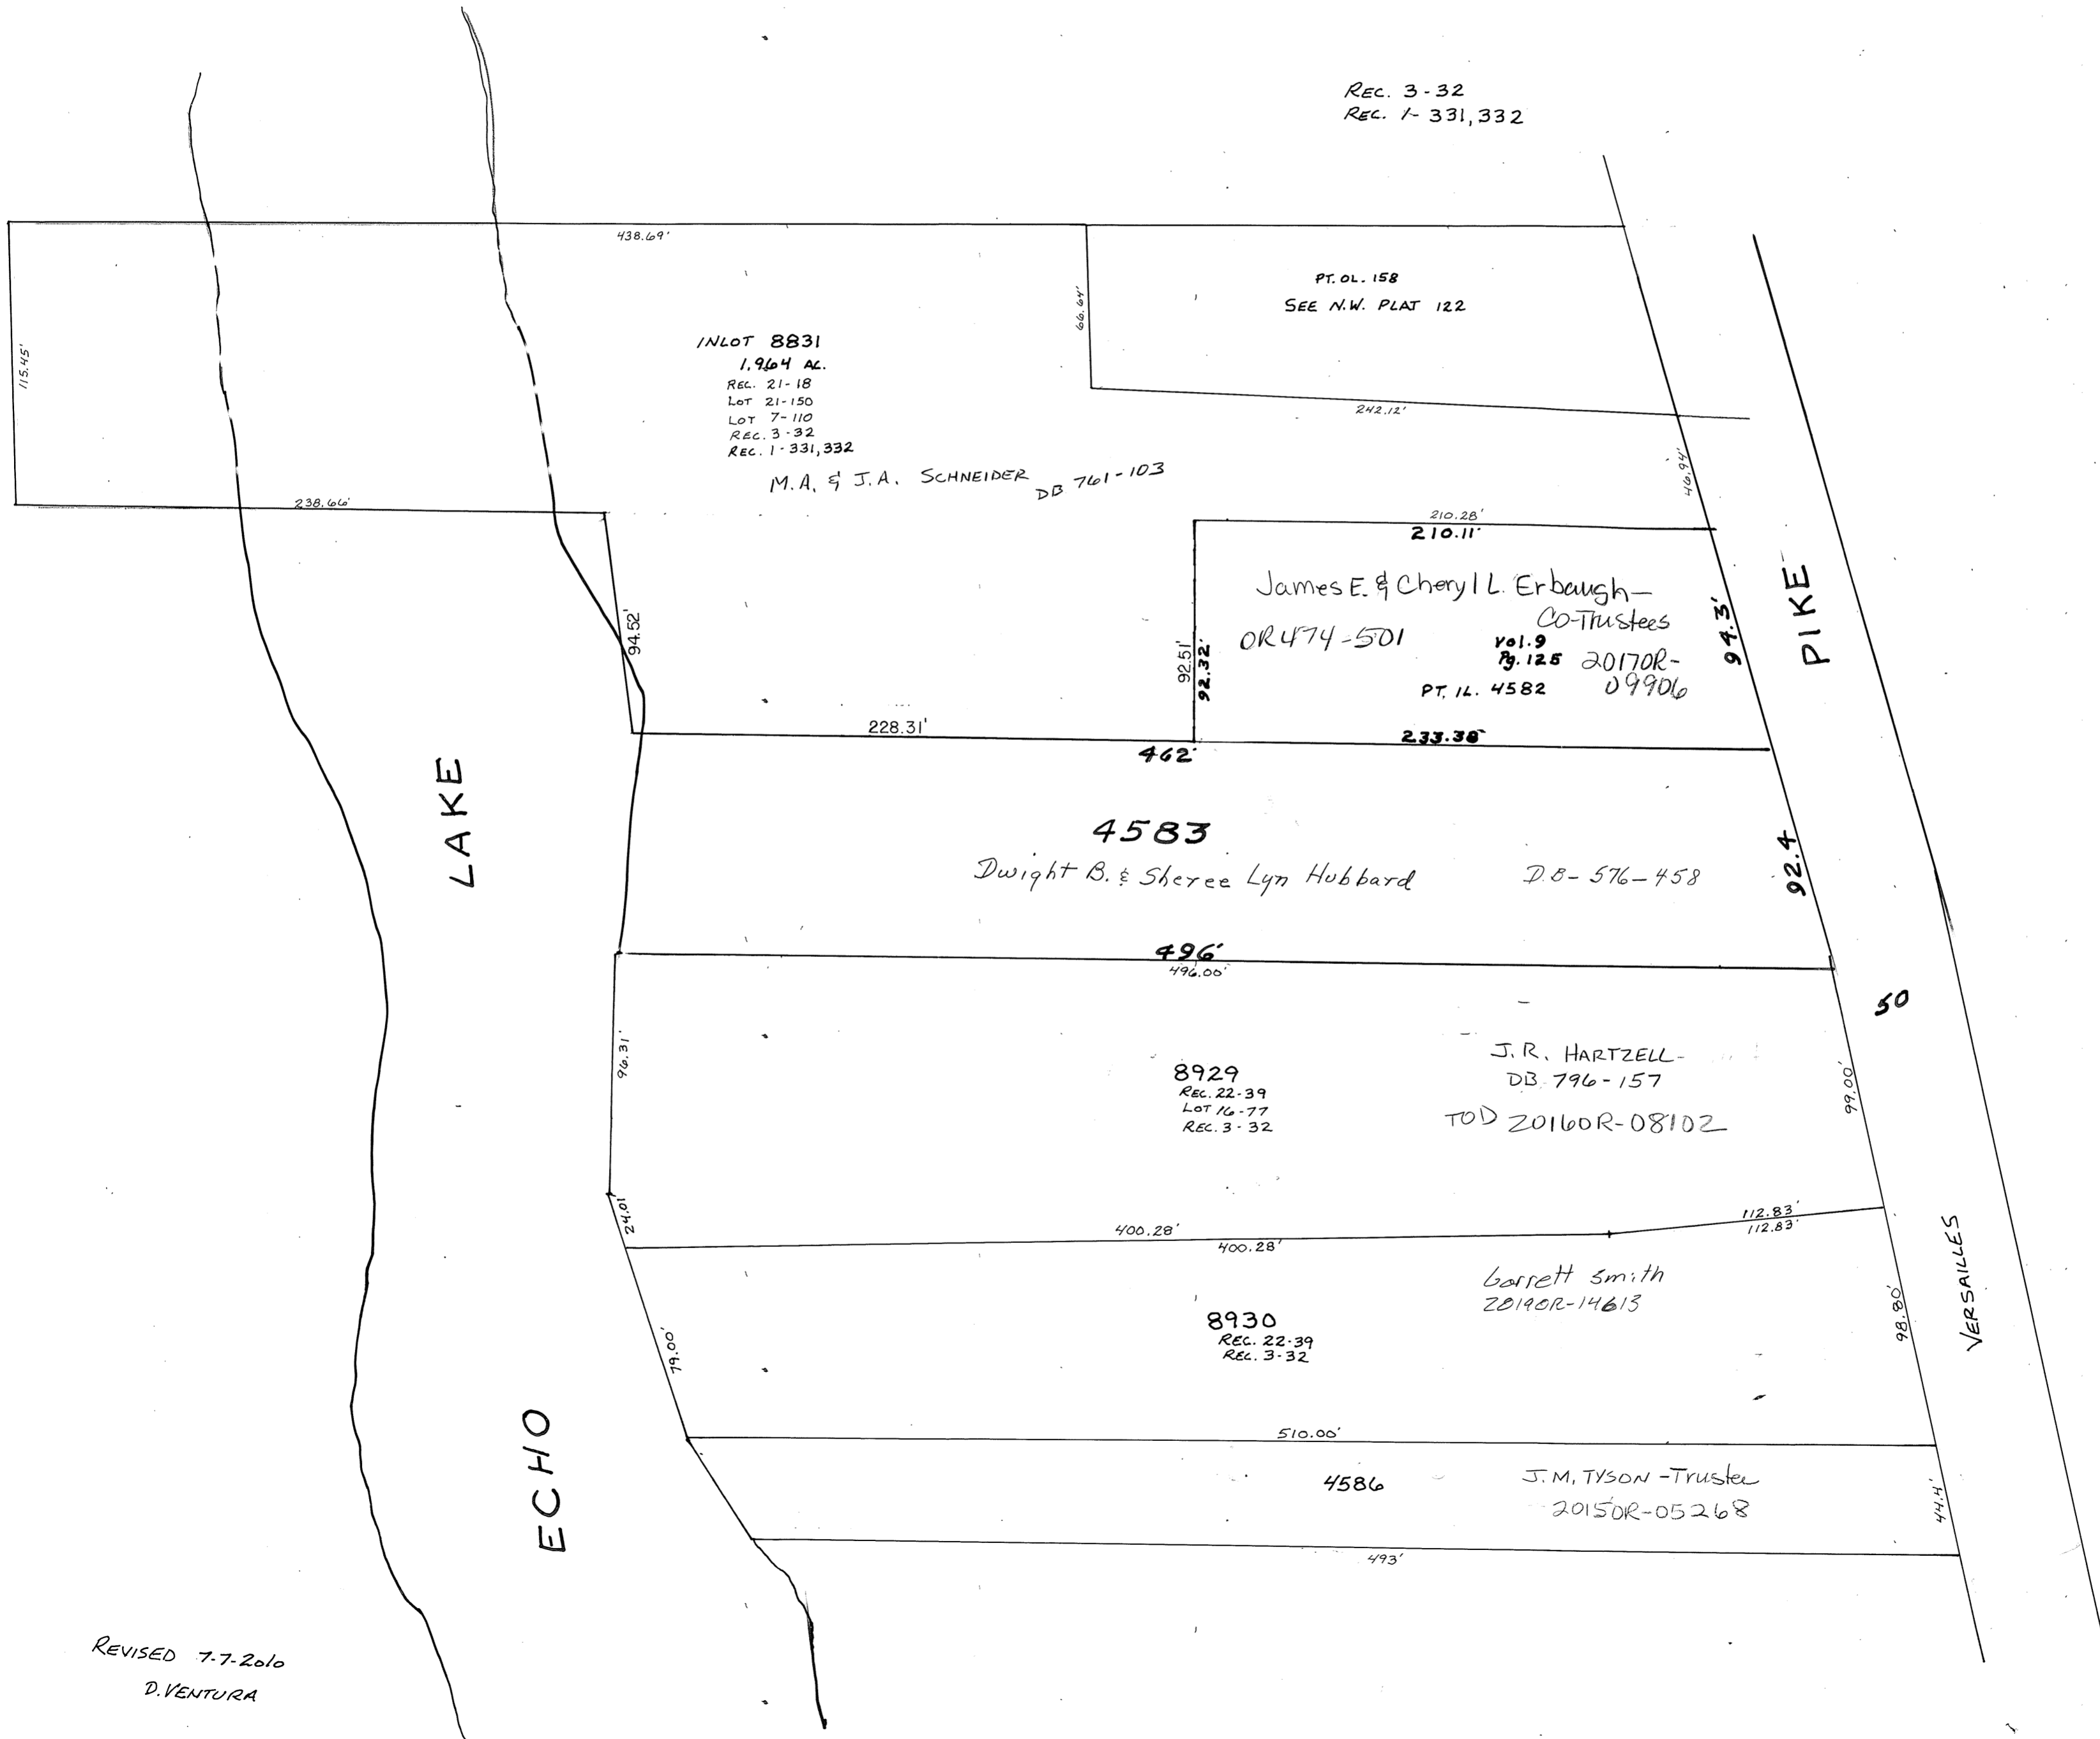 REC. 3-32
REC. 1-331,332
438.69'
115.45'
66.64'
PT. OL. 158
SEE N.W. PLAT 122
242.12'
46.94'
INLOT 8831
1.964 AC.
REC. 21-18
LOT 21-150
LOT 7-110
REC. 3-32
REC. 1-331,332
M.A. & J.A. SCHNEIDER DB 761-103
238.66'
94.52'
228.31'
210.28'
210.11'
92.51'
92.32'
James E. & Cheryl L. Erbaugh-
CO-Trustees
OR474-501
Vol.9
Pg. 125
2017OR-
09906
PT. IL. 4582
94.3'
PIKE
233.38'
462'
LAKE
4583
Dwight B. & Sheree Lyn Hubbard D.B-576-458
92.4
496'
496.00'
50
96.31'
8929
REC. 22-39
LOT 16-77
REC. 3-32
J.R. HARTZELL-
DB 796-157
TOD 2016OR-08102
99.00'
24.01'
400.28'
400.28'
112.83'
112.83'
VERSAILLES
79.00'
8930
REC. 22-39
REC. 3-32
Garrett Smith
2019OR-14613
98.80'
510.00'
ECHO
4586
J.M. TYSON-Trustee
2015OR-05268
44.4'
493'
REVISED 7-7-2010
D. VENTURA